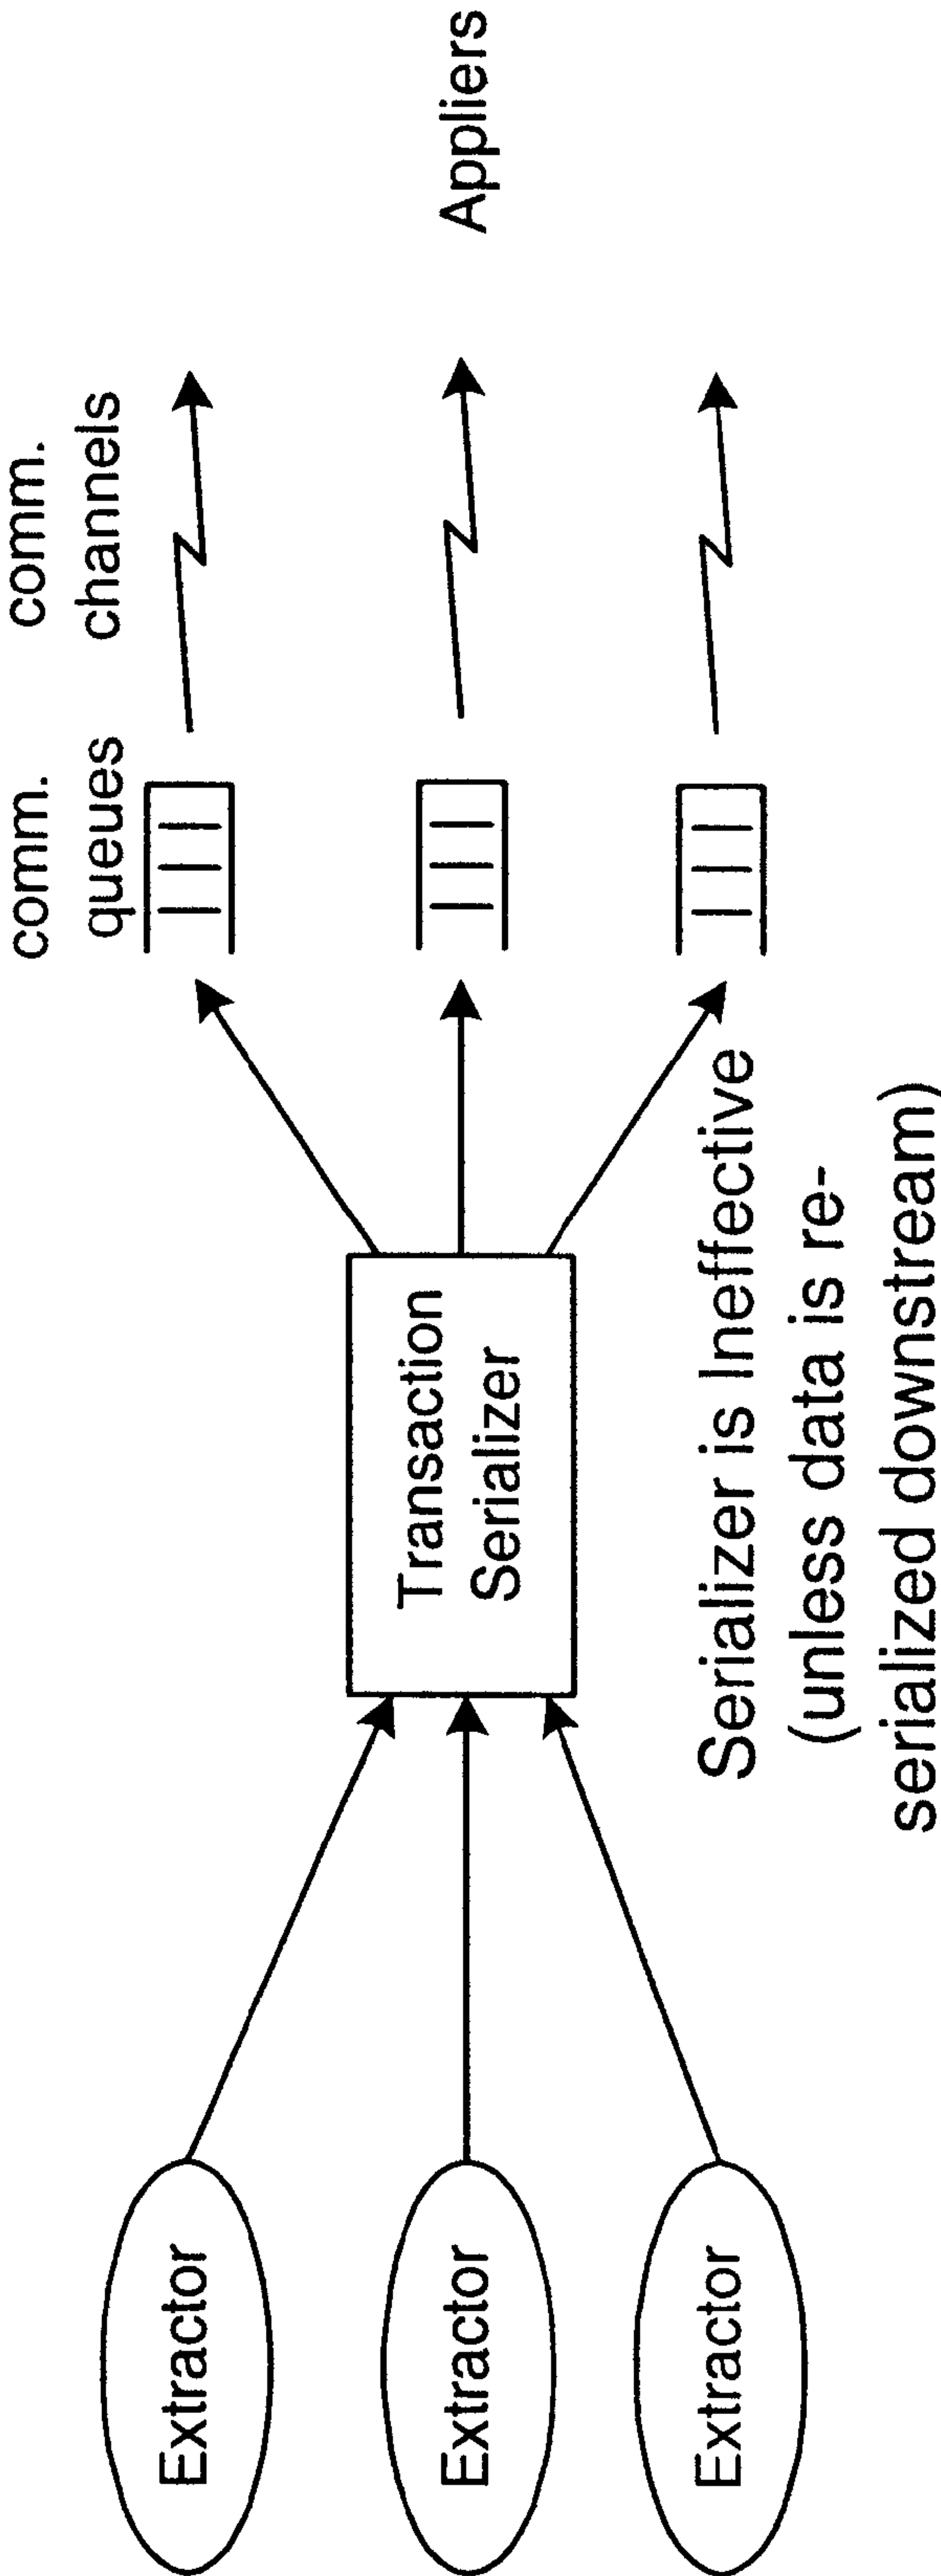 comm.
queues
comm.
channels
Extractor
Extractor
Extractor
Transaction
Serializer
Appliers
Serializer is Ineffective
(unless data is re-
serialized downstream)